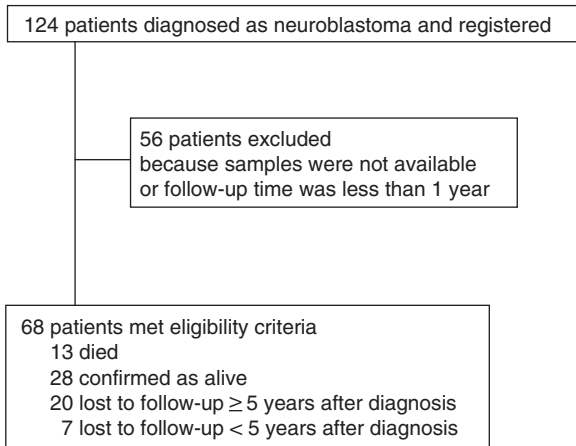 124 patients diagnosed as neuroblastoma and registered
56 patients excluded
because samples were not available
or follow-up time was less than 1 year
68 patients met eligibility criteria
13 died
28 confirmed as alive
20 lost to follow-up ≥ 5 years after diagnosis
7 lost to follow-up < 5 years after diagnosis